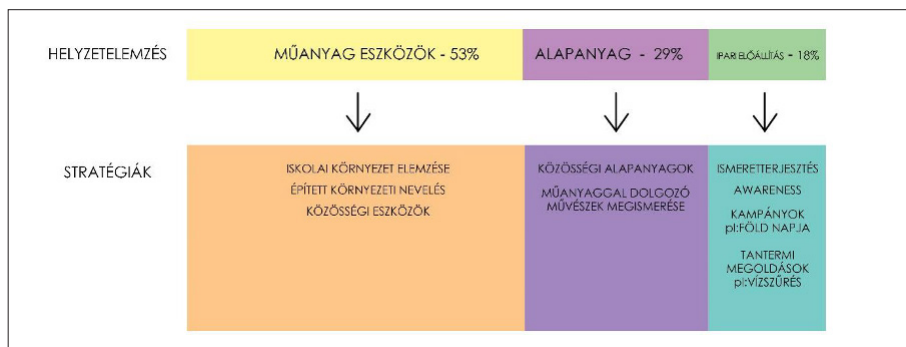 HELYZETELEMZÉS
MŰANYAG ESZKÖZÖK - 53%
ALAPANYAG - 29%
IPARI ELŐÁLLÍTÁS - 18%
STRATÉGIÁK
ISKOLAI KÖRNYEZET ELEMZÉSE
ÉPÍTETT KÖRNYEZETI NEVELÉS
KÖZÖSSÉGI ESZKÖZÖK
KÖZÖSSÉGI ALAPANYAGOK
MŰANYAGGAL DOLGOZÓ
MŰVÉSZEK MEGISMERÉSE
ISMERETTERJESZTÉS
AWARENESS
KAMPÁNYOK
pl:FÖLD NAPJA
TANTERMI
MEGOLDÁSOK
pl:VÍZSZŰRÉS